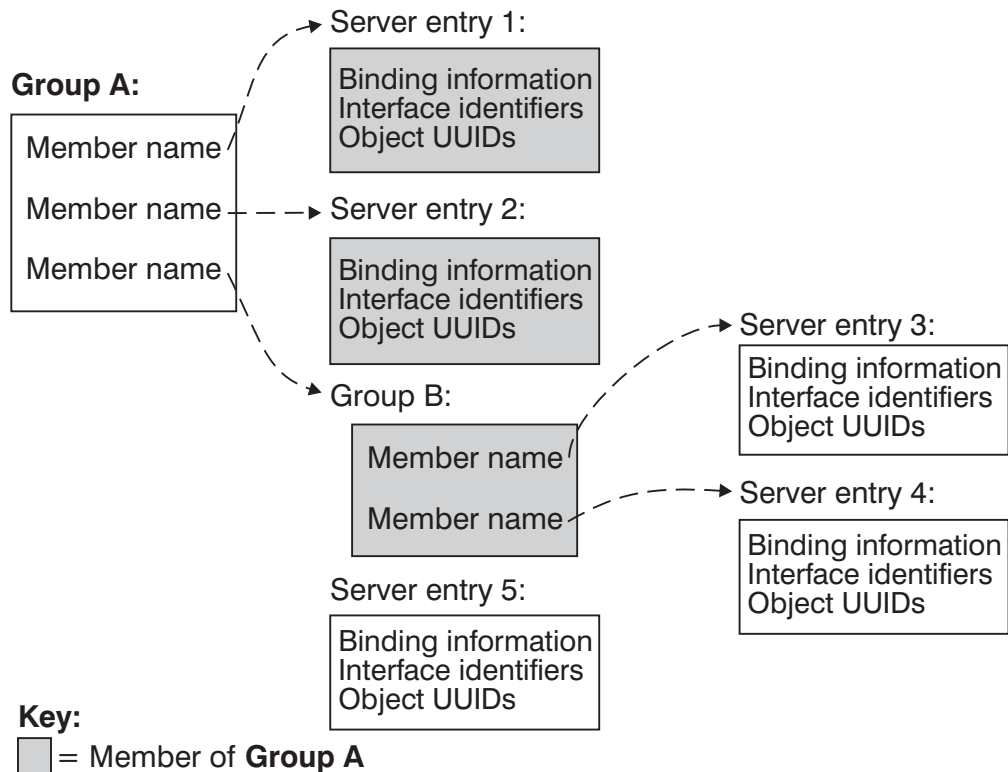 Group A:
Member name
Member name
Member name
Server entry 1:
Binding information
Interface identifiers
Object UUIDs
Server entry 2:
Binding information
Interface identifiers
Object UUIDs
Group B:
Member name
Member name
Server entry 3:
Binding information
Interface identifiers
Object UUIDs
Server entry 4:
Binding information
Interface identifiers
Object UUIDs
Server entry 5:
Binding information
Interface identifiers
Object UUIDs
Key:
= Member of Group A